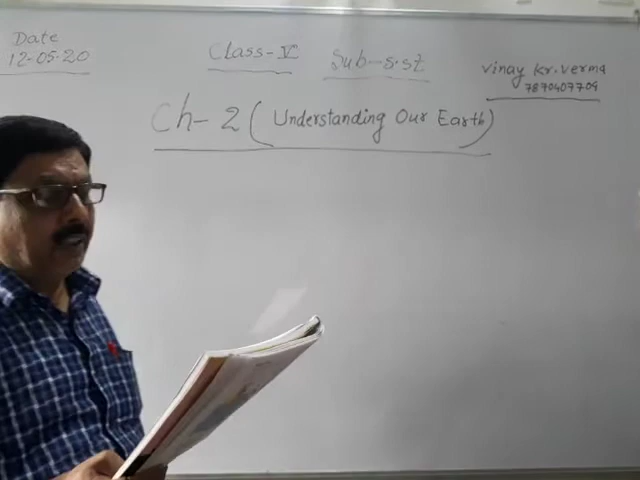 Date
12-05-20
Class-V
Sub-s.st
Vinay Kr. Verma
7870407709
Ch-2 (Understanding Our Earth)